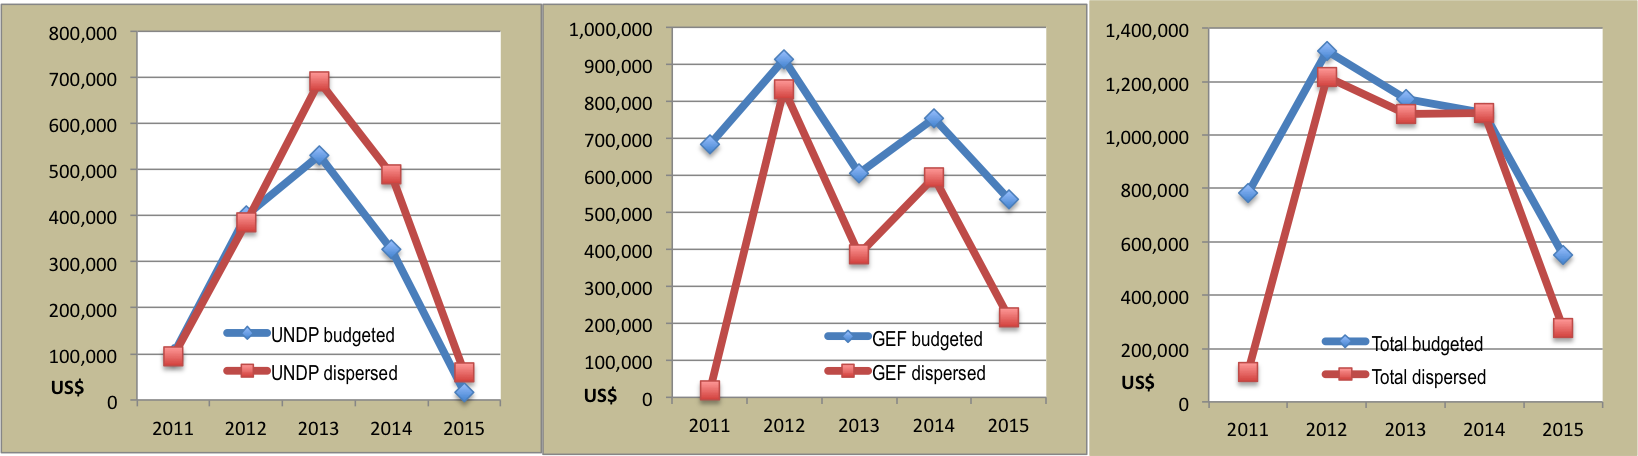 800,000
700,000
600,000
500,000
400,000
300,000
200,000
100,000
US$
0
2011 2012 2013 2014 2015
UNDP budgeted
UNDP dispersed
1,000,000
900,000
800,000
700,000
600,000
500,000
400,000
300,000
200,000
100,000
US$ 0
2011 2012 2013 2014 2015
GEF budgeted
GEF dispersed
1,400,000
1,200,000
1,000,000
800,000
600,000
400,000
200,000
US$
0
2011 2012 2013 2014 2015
Total budgeted
Total dispersed